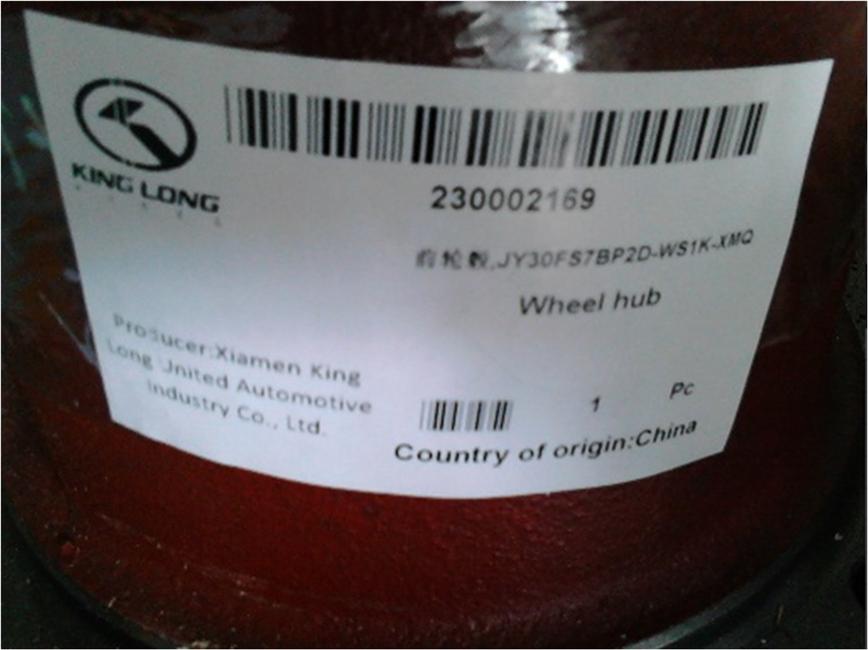 KING LONG
230002169
前轮毂,JY30FS7BP2D-WS1K-XMQ
Wheel hub
Producer:Xiamen King
Long United Automotive
Industry Co., Ltd.
1 Pc
Country of origin:China